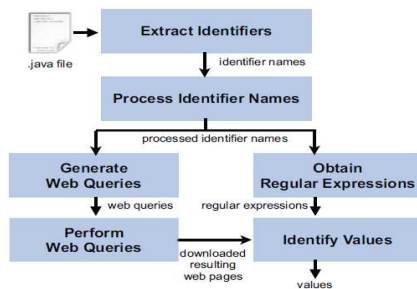 .java file
Extract Identifiers
identifier names
Process Identifier Names
processed identifier names
Generate
Web Queries
Obtain
Regular Expressions
web queries
regular expressions
Perform
Web Queries
downloaded
resulting
web pages
Identify Values
values